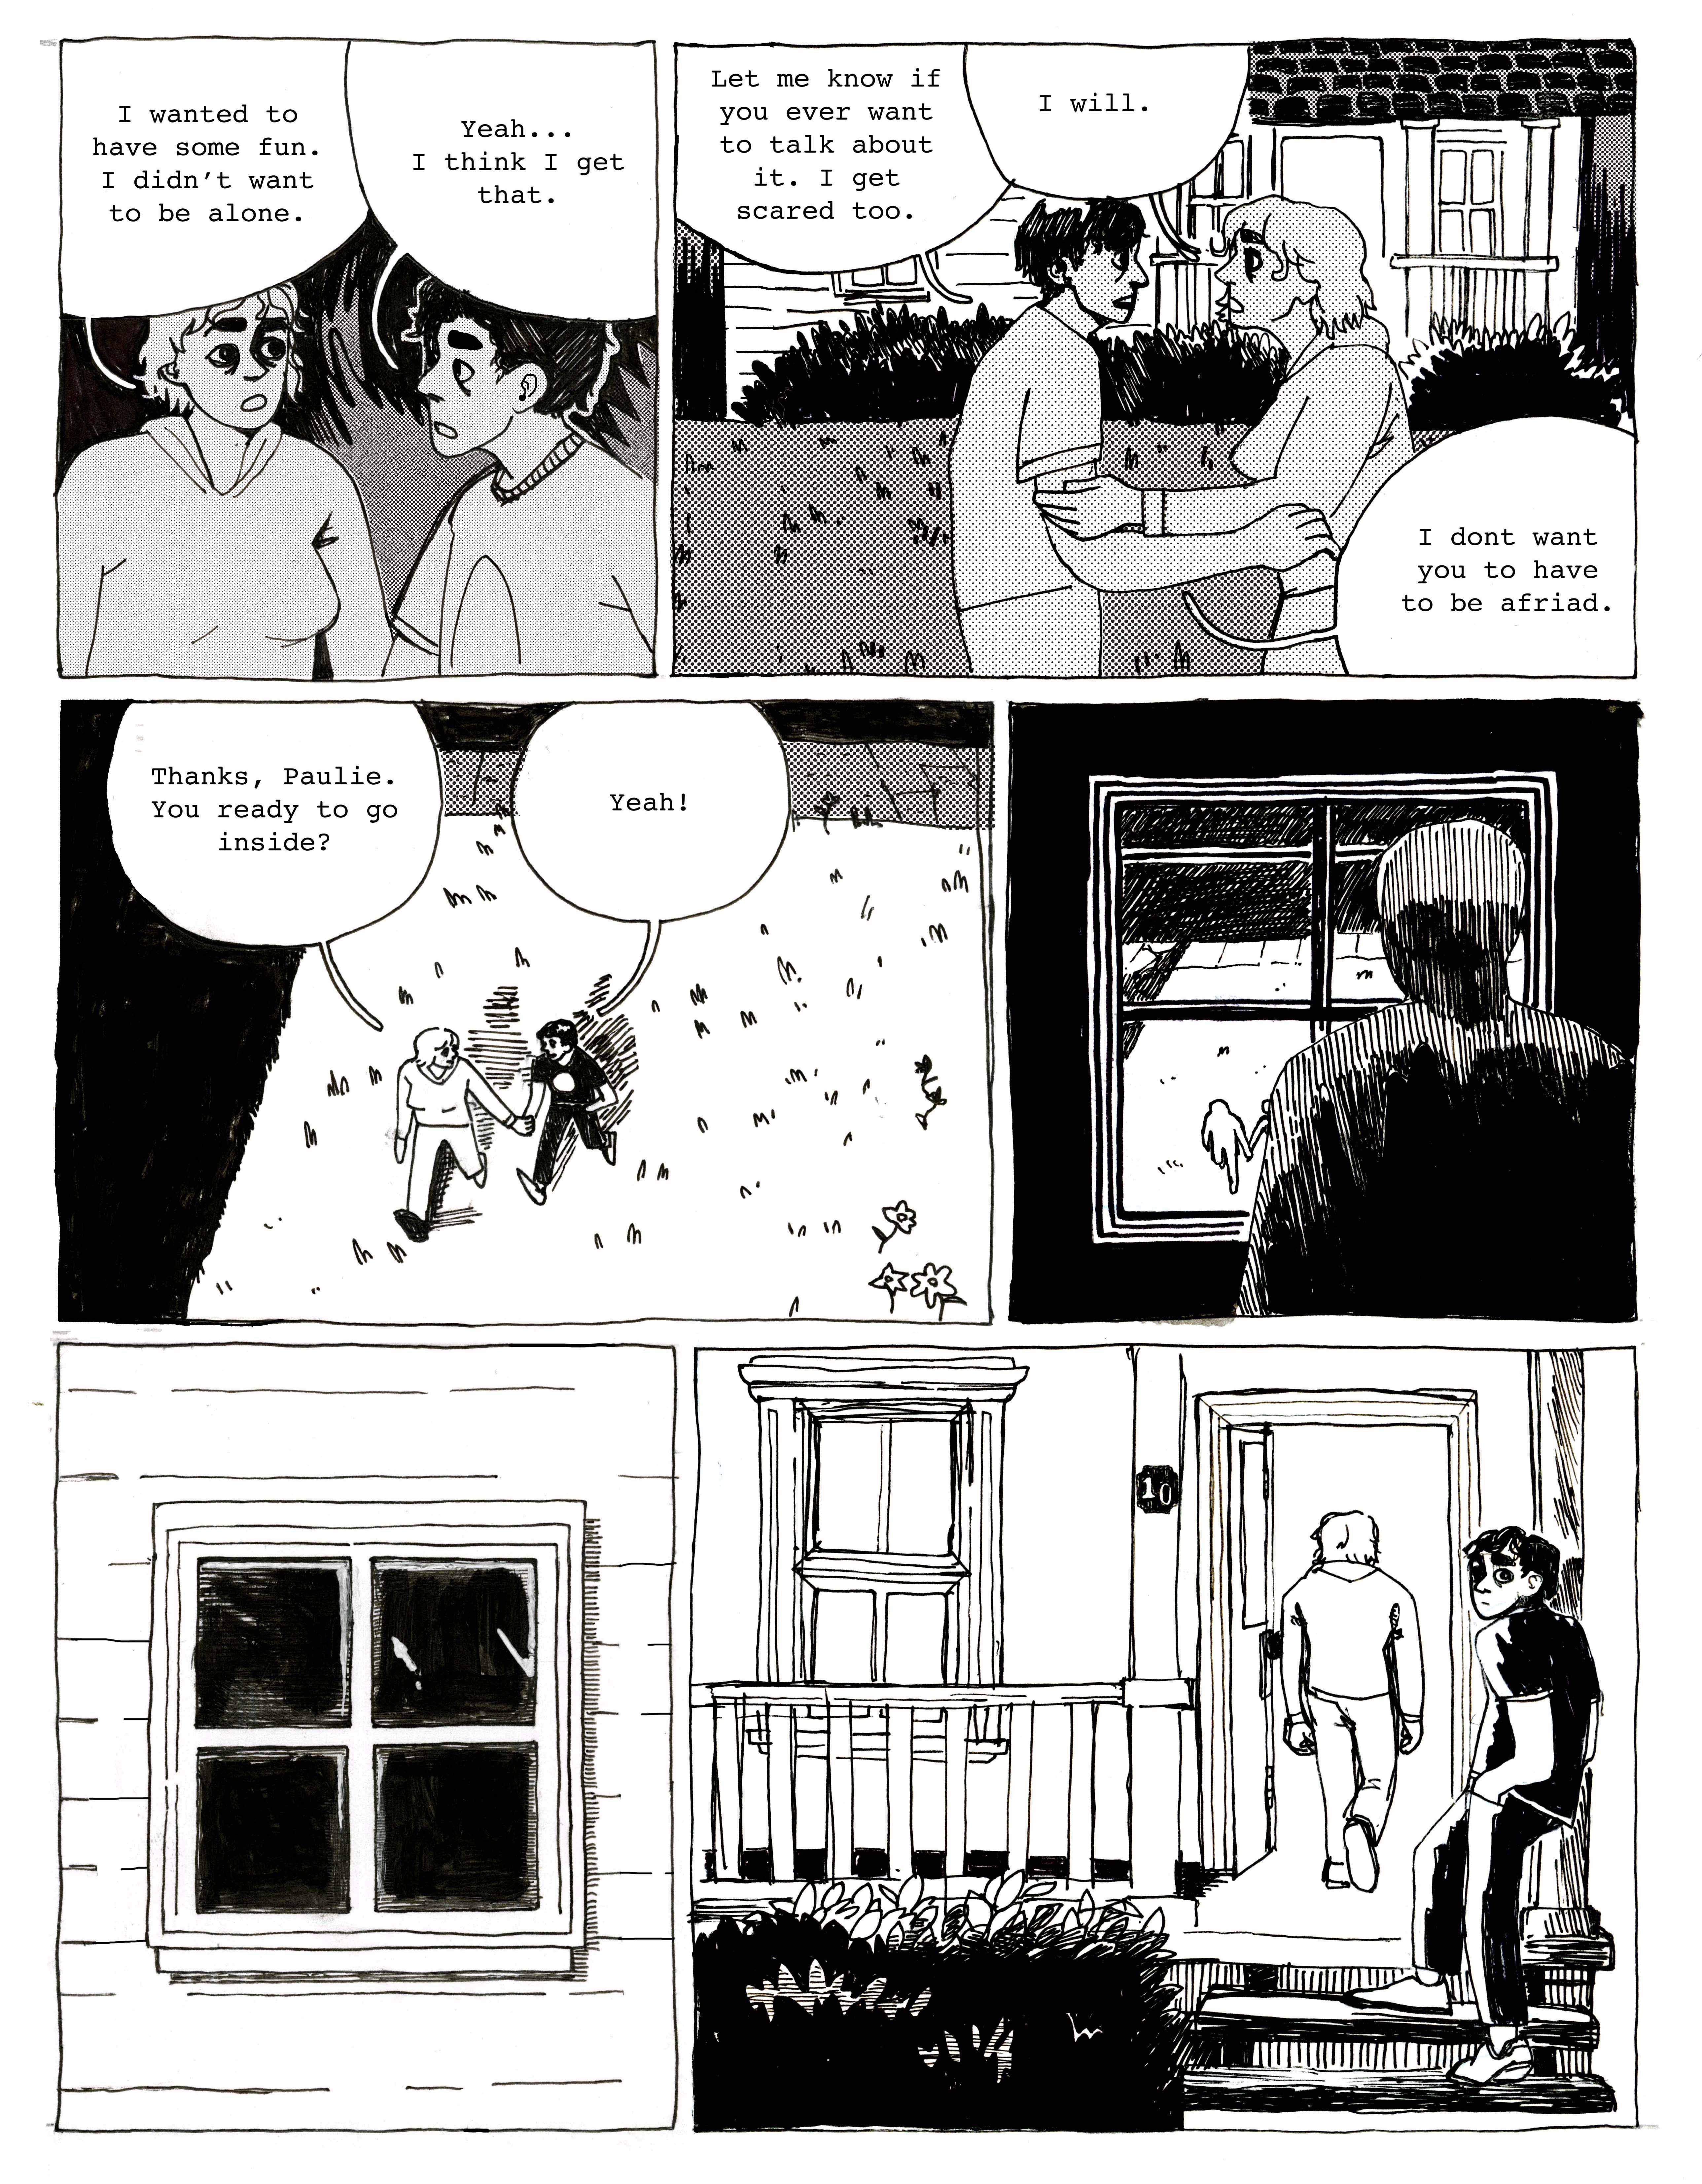 I wanted to
have some fun.
I didn't want
to be alone.
Yeah...
I think I get
that.
Let me know if
you ever want
to talk about
it. I get
scared too.
I will.
I dont want
you to have
to be afriad.
Thanks, Paulie.
You ready to go
inside?
Yeah!
10